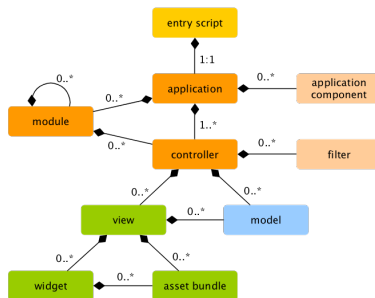 entry script
1:1
0..*
0..*
0..*
application
application
component
module
1..*
0..*
controller
0..*
filter
0..*
0..*
view
0..*
model
0..*
0..*
widget
0..*
asset bundle